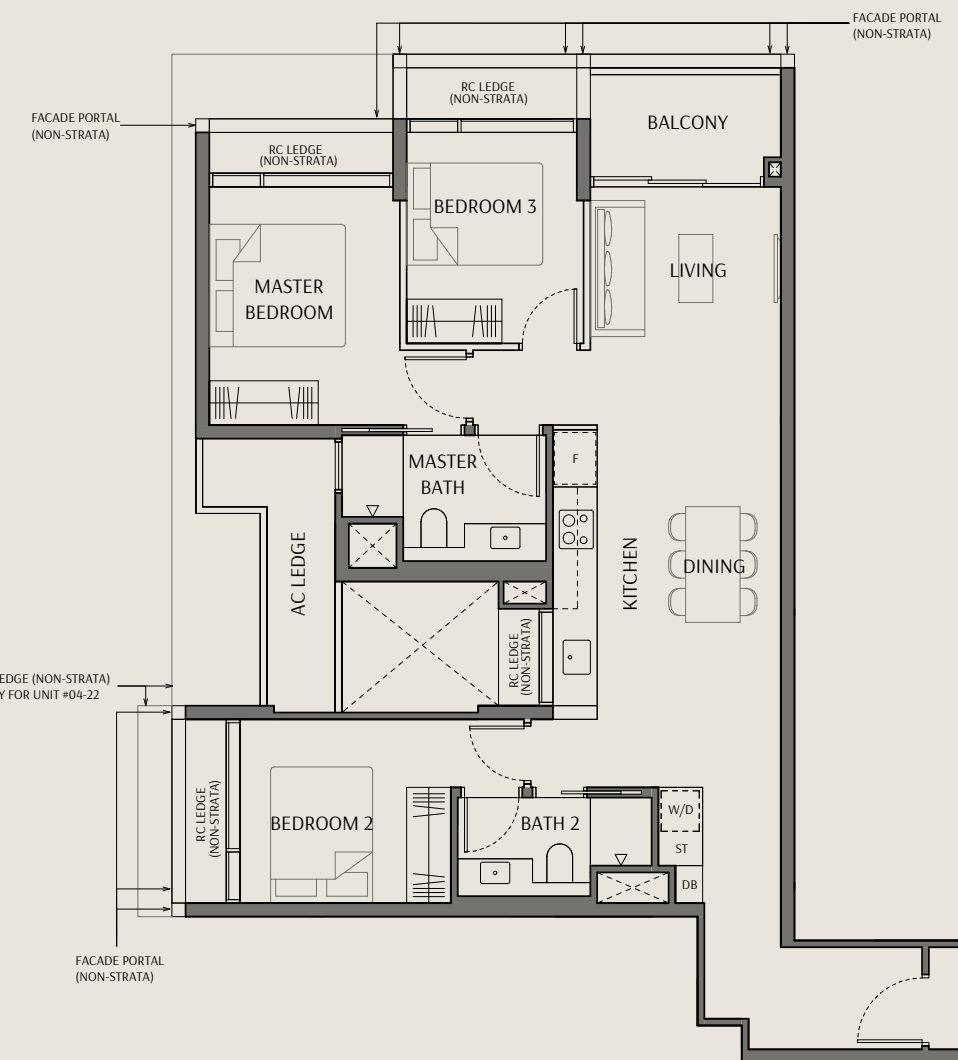 FACADE PORTAL
(NON-STRATA)
RC LEDGE
(NON-STRATA)
FACADE PORTAL
(NON-STRATA)
BALCONY
RC LEDGE
(NON-STRATA)
BEDROOM 3
LIVING
MASTER
BEDROOM
MASTER
BATH
F
AC LEDGE
KITCHEN
DINING
RC LEDGE
(NON-STRATA)
EDGE (NON-STRATA)
Y FOR UNIT #04-22
RC LEDGE
(NON-STRATA)
BEDROOM 2
BATH 2
W/D
ST
DB
FACADE PORTAL
(NON-STRATA)